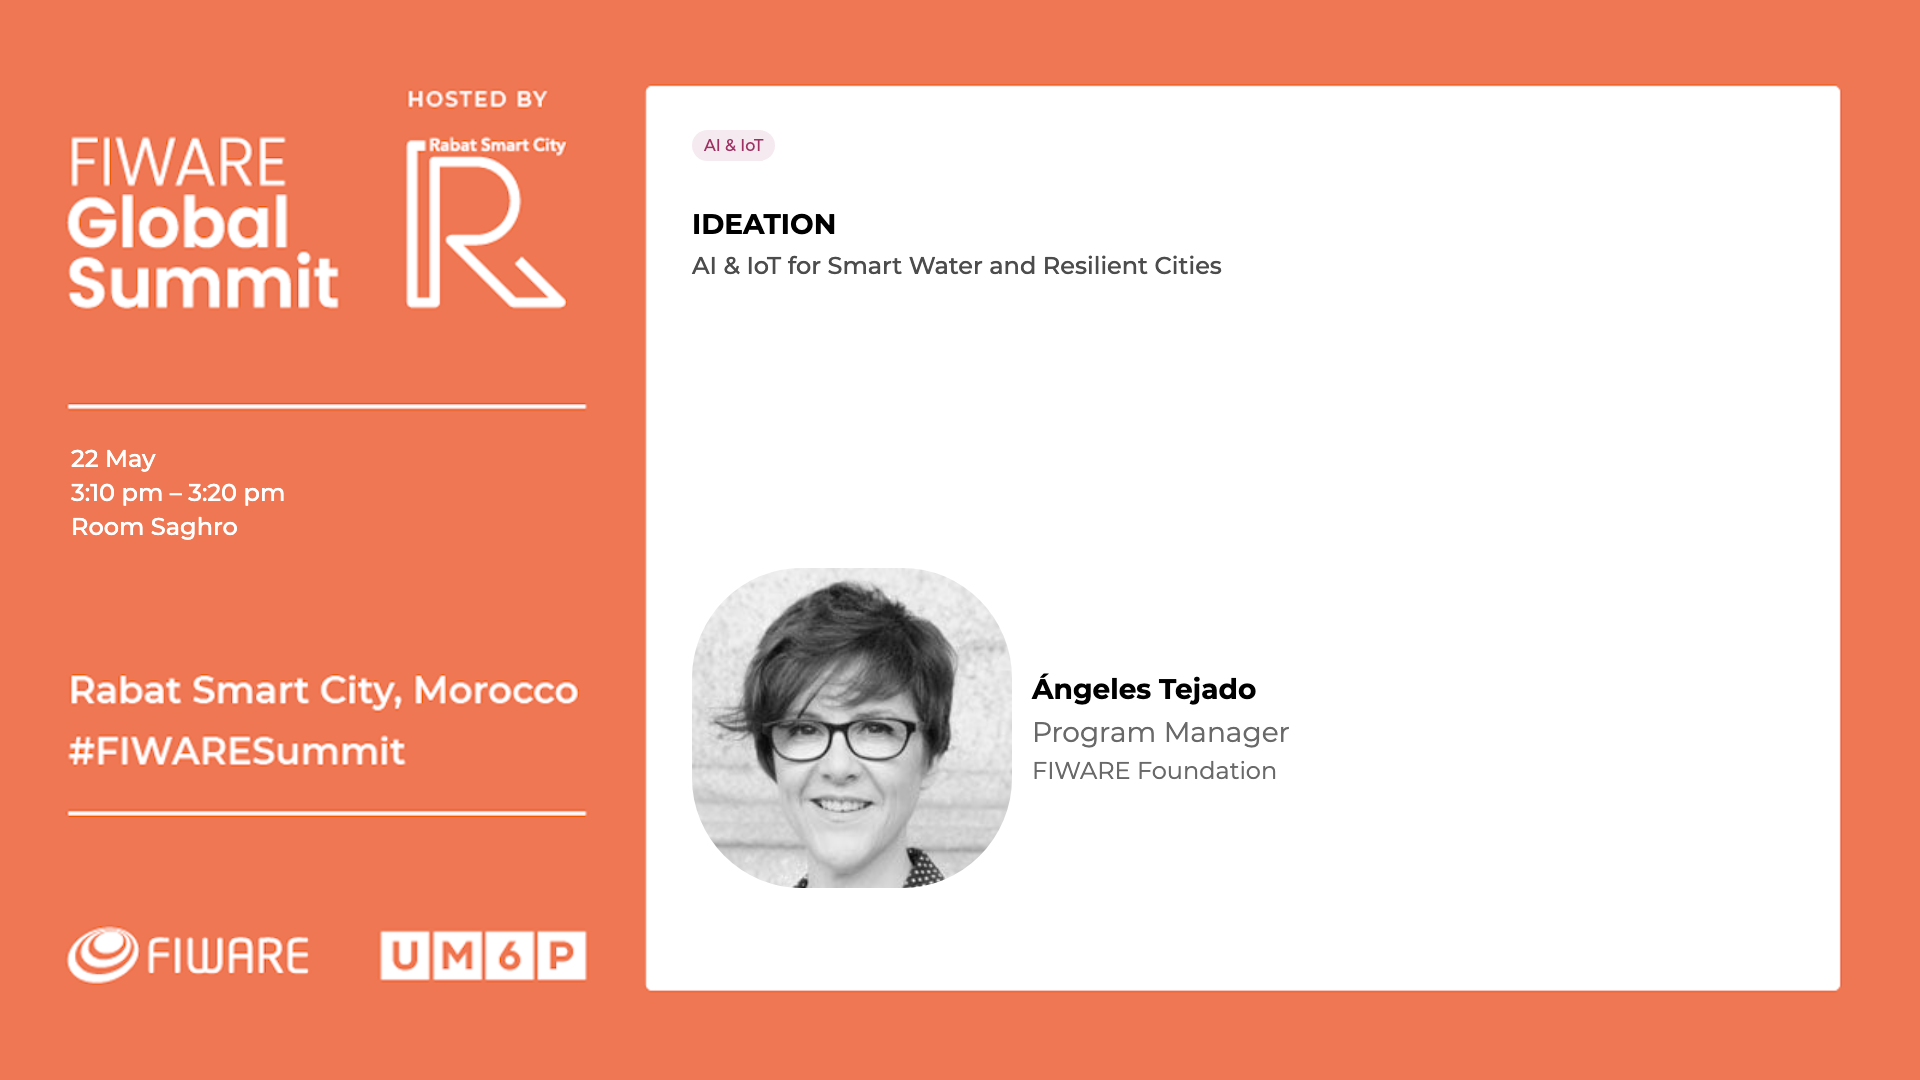 HOSTED BY
FIWARE
Global
Summit
Rabat Smart City
22 May
3:10 pm – 3:20 pm
Room Saghro
Rabat Smart City, Morocco
#FIWARESummit
FIWARE
UM6P
AI & IoT
IDEATION
AI & IoT for Smart Water and Resilient Cities
Ángeles Tejado
Program Manager
FIWARE Foundation